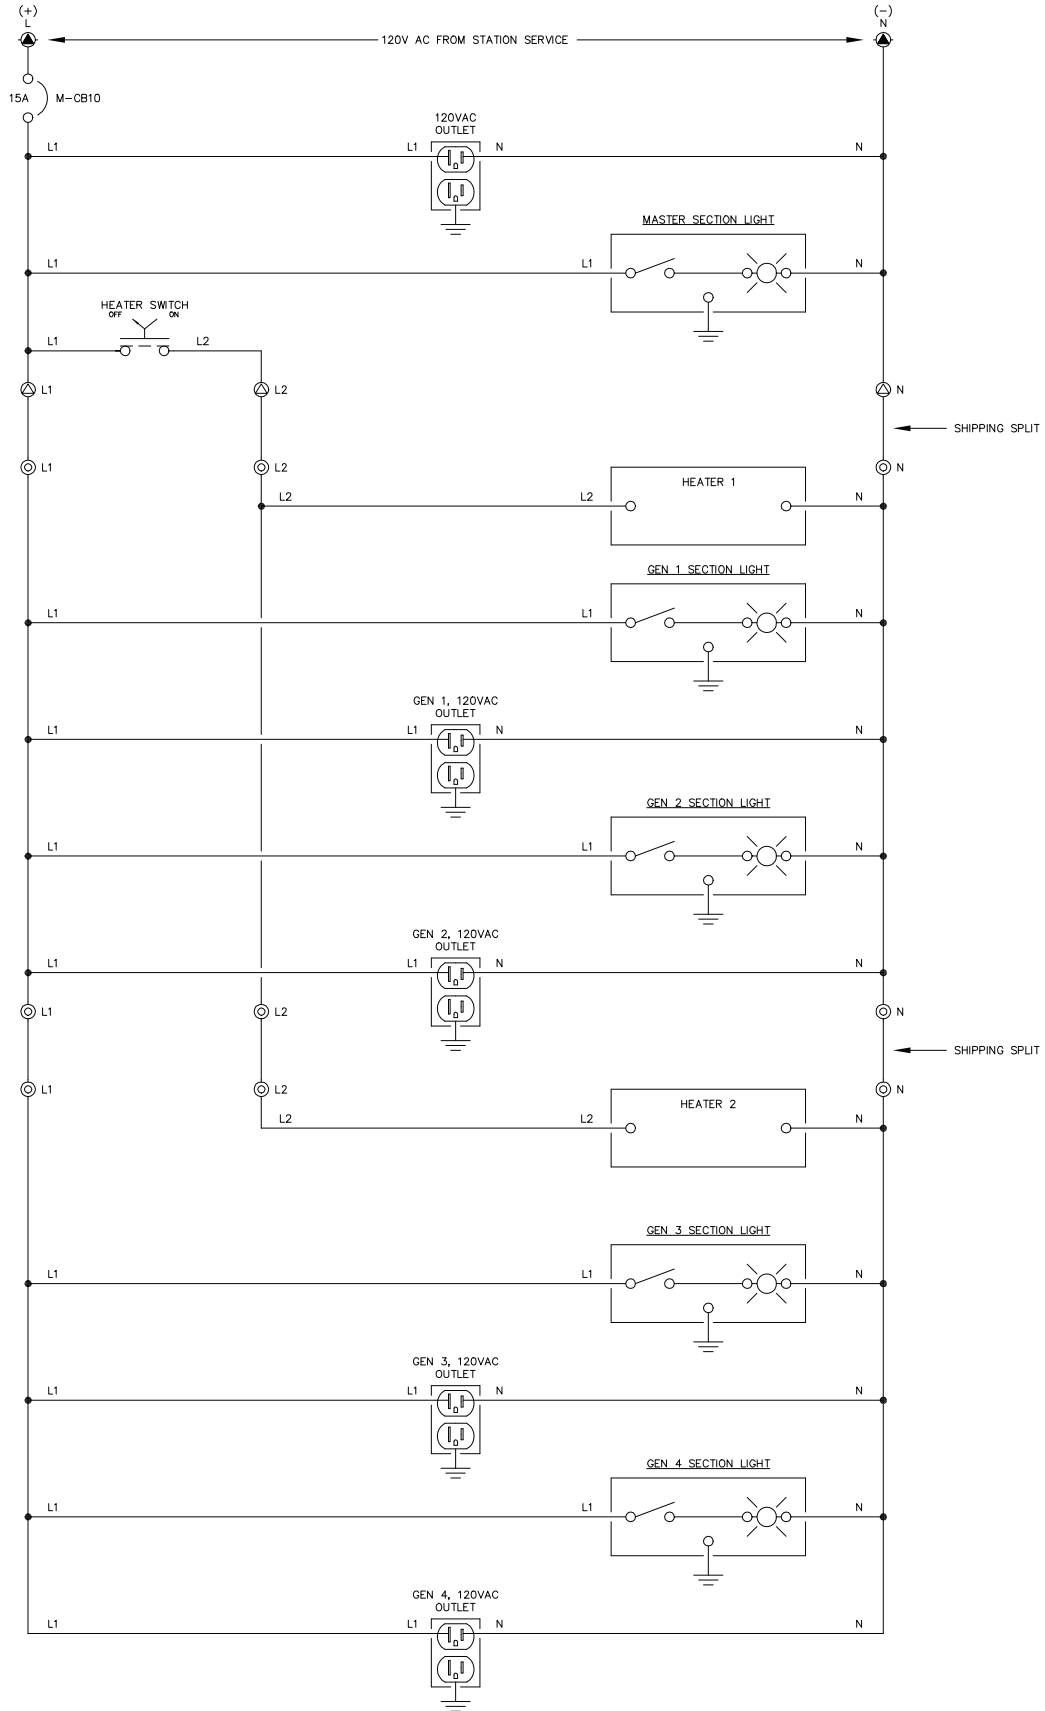 (+) (-)
L N
120V AC FROM STATION SERVICE
15A M-CB10
120VAC
OUTLET
L1 L1 N N
MASTER SECTION LIGHT
L1 L1 N
HEATER SWITCH
OFF ON
L1 L2
L1 L2 N
SHIPPING SPLIT
L1 L2 N
HEATER 1
L2 L2 N
GEN 1 SECTION LIGHT
L1 L1 N
GEN 1, 120VAC
OUTLET
L1 L1 N N
GEN 2 SECTION LIGHT
L1 L1 N
GEN 2, 120VAC
OUTLET
L1 L1 N N
L1 L2 N
SHIPPING SPLIT
L1 L2 N
HEATER 2
L2 L2 N
GEN 3 SECTION LIGHT
L1 L1 N
GEN 3, 120VAC
OUTLET
L1 L1 N N
GEN 4 SECTION LIGHT
L1 L1 N
GEN 4, 120VAC
OUTLET
L1 L1 N N